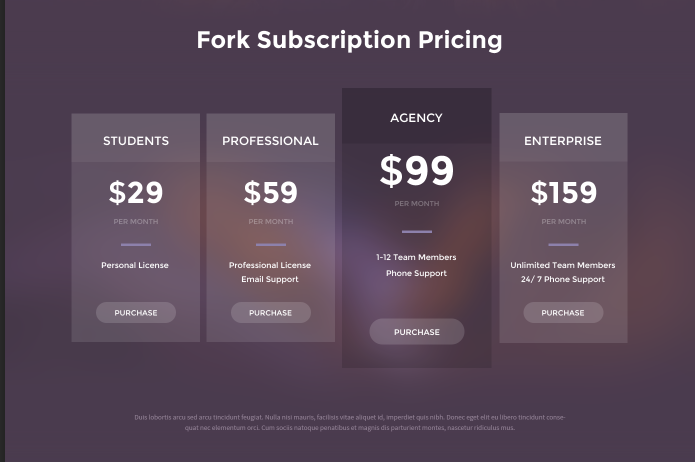 Fork Subscription Pricing
STUDENTS
$29
PER MONTH
Personal License
PURCHASE
PROFESSIONAL
$59
PER MONTH
Professional License
Email Support
PURCHASE
AGENCY
$99
PER MONTH
1-12 Team Members
Phone Support
PURCHASE
ENTERPRISE
$159
PER MONTH
Unlimited Team Members
24/ 7 Phone Support
PURCHASE
Duis lobortis arcu sed arcu tincidunt feugiat. Nulla nisi mauris, facilisis vitae aliquet id, imperdiet quis nibh. Donec eget elit eu libero tincidunt conse-
quat nec elementum orci. Cum sociis natoque penatibus et magnis dis parturient montes, nascetur ridiculus mus.